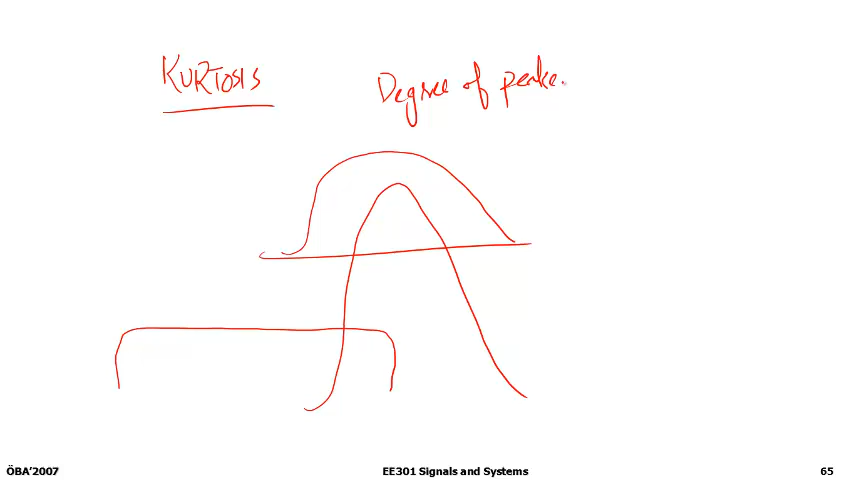 KURTOSIS
Degree of peake
ÖBA'2007
EE301 Signals and Systems
65